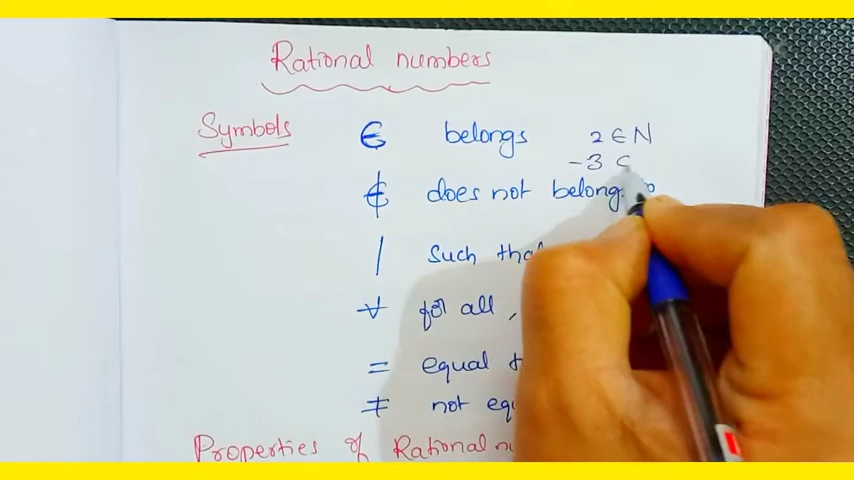 Rational numbers
Symbols
∈ belongs 2 ∈ N
-3
∉ does not belong
| Such
∀ for all,
= equal
≠ not
Properties of Rational